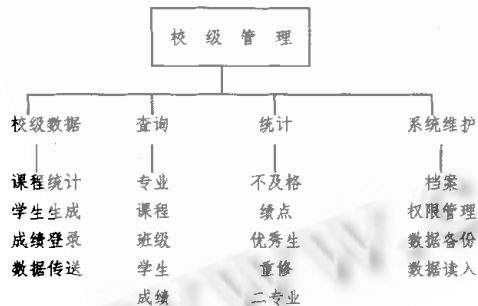 校级管理
校级数据 查询 统计 系统维护
课程统计 专业 不及格 档案
学生生成 课程 绩点 权限管理
成绩登录 班级 优秀生 数据备份
数据传送 学生 重修 数据读入
成绩 二专业